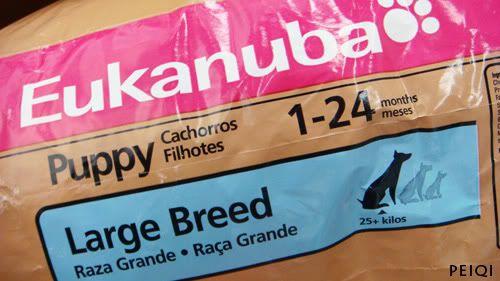 Eukanuba
Puppy Cachorros
Filhotes
1-24 months
meses
Large Breed
Raza Grande • Raça Grande
25+ kilos
PEIQI